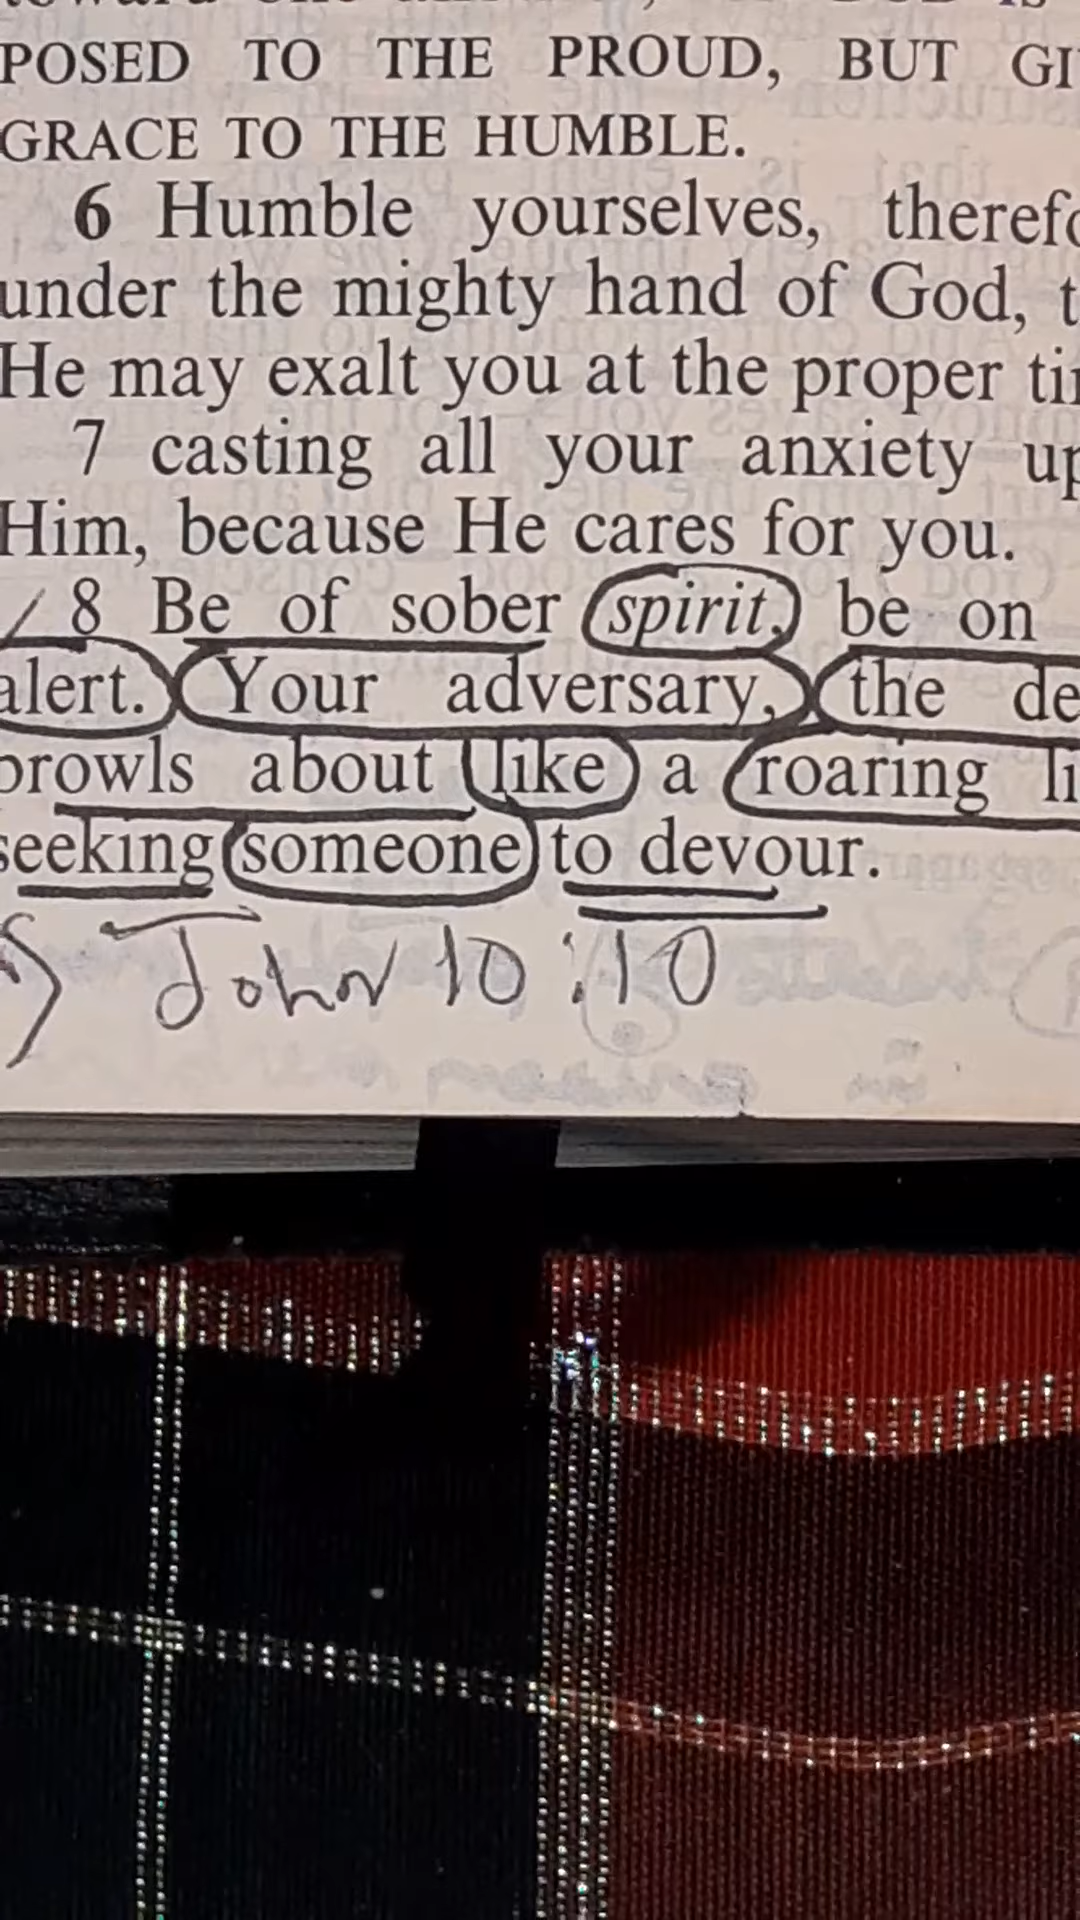 POSED TO THE PROUD, BUT GI
GRACE TO THE HUMBLE.
6 Humble yourselves, therefo
under the mighty hand of God, t
He may exalt you at the proper ti
7 casting all your anxiety up
Him, because He cares for you.
8 Be of sober spirit, be on
alert. Your adversary, the de
prowls about like a roaring li
seeking someone to devour.
John 10:10